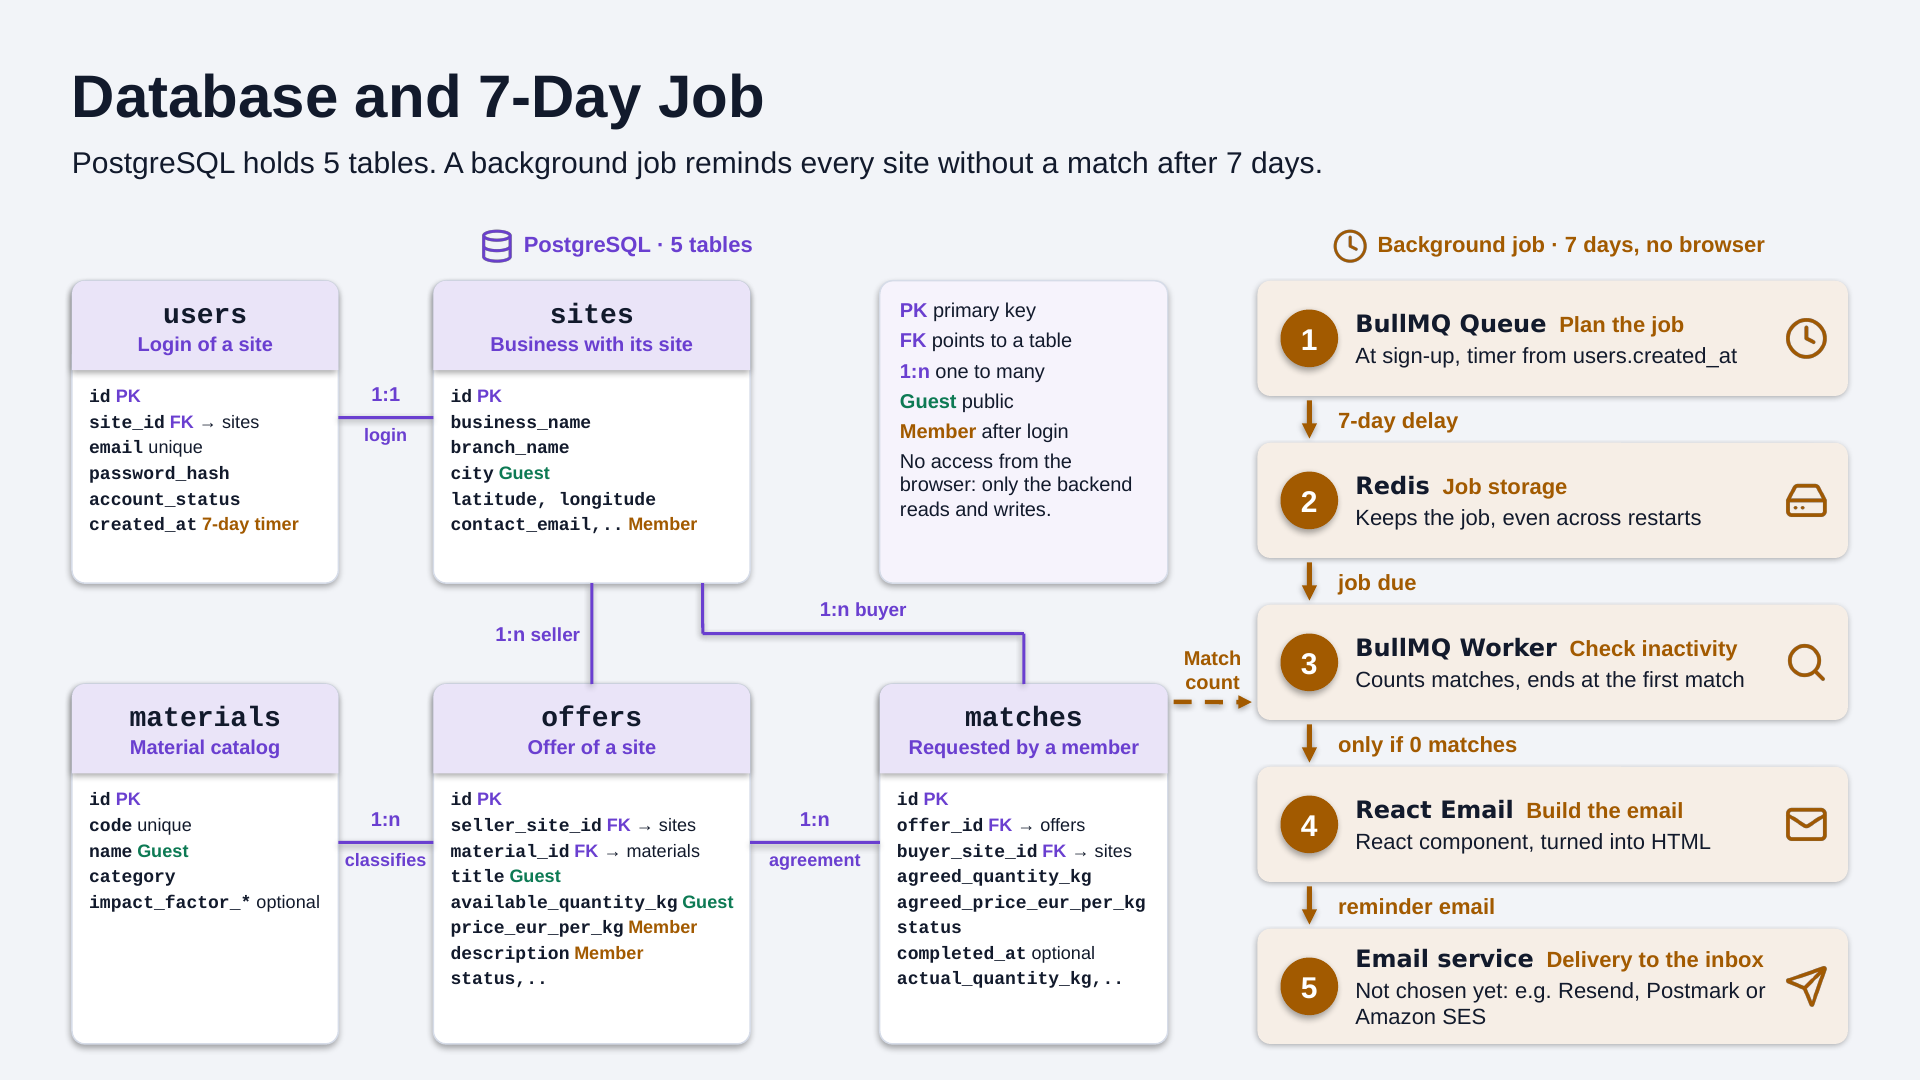 Database and 7-Day Job
PostgreSQL holds 5 tables. A background job reminds every site without a match after 7 days.
PostgreSQL · 5 tables
users
Login of a site
id PK
site_id FK → sites
email unique
password_hash
account_status
created_at 7-day timer
1:1
login
sites
Business with its site
id PK
business_name
branch_name
city Guest
latitude, longitude
contact_email,.. Member
PK primary key
FK points to a table
1:n one to many
Guest public
Member after login
No access from the
browser: only the backend
reads and writes.
1:n seller
1:n buyer
materials
Material catalog
id PK
code unique
name Guest
category
impact_factor_* optional
1:n
classifies
offers
Offer of a site
id PK
seller_site_id FK → sites
material_id FK → materials
title Guest
available_quantity_kg Guest
price_eur_per_kg Member
description Member
status,..
1:n
agreement
matches
Requested by a member
id PK
offer_id FK → offers
buyer_site_id FK → sites
agreed_quantity_kg
agreed_price_eur_per_kg
status
completed_at optional
actual_quantity_kg,..
Match
count
Background job · 7 days, no browser
1
BullMQ Queue Plan the job
At sign-up, timer from users.created_at
7-day delay
2
Redis Job storage
Keeps the job, even across restarts
job due
3
BullMQ Worker Check inactivity
Counts matches, ends at the first match
only if 0 matches
4
React Email Build the email
React component, turned into HTML
reminder email
5
Email service Delivery to the inbox
Not chosen yet: e.g. Resend, Postmark or
Amazon SES